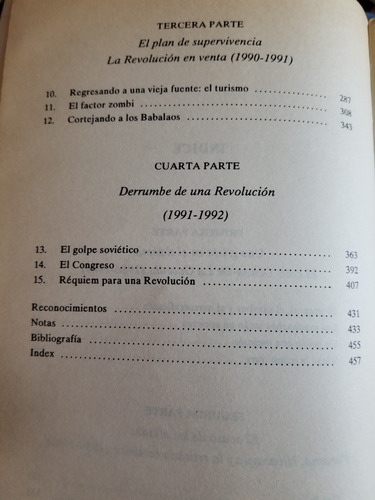 TERCERA PARTE
El plan de supervivencia
La Revolución en venta (1990-1991)
10. Regresando a una vieja fuente: el turismo 287
11. El factor zombi 308
12. Cortejando a los Babalaos 343
CUARTA PARTE
Derrumbe de una Revolución
(1991-1992)
13. El golpe soviético 363
14. El Congreso 392
15. Réquiem para una Revolución 407
Reconocimientos 431
Notas 433
Bibliografía 455
Index 457